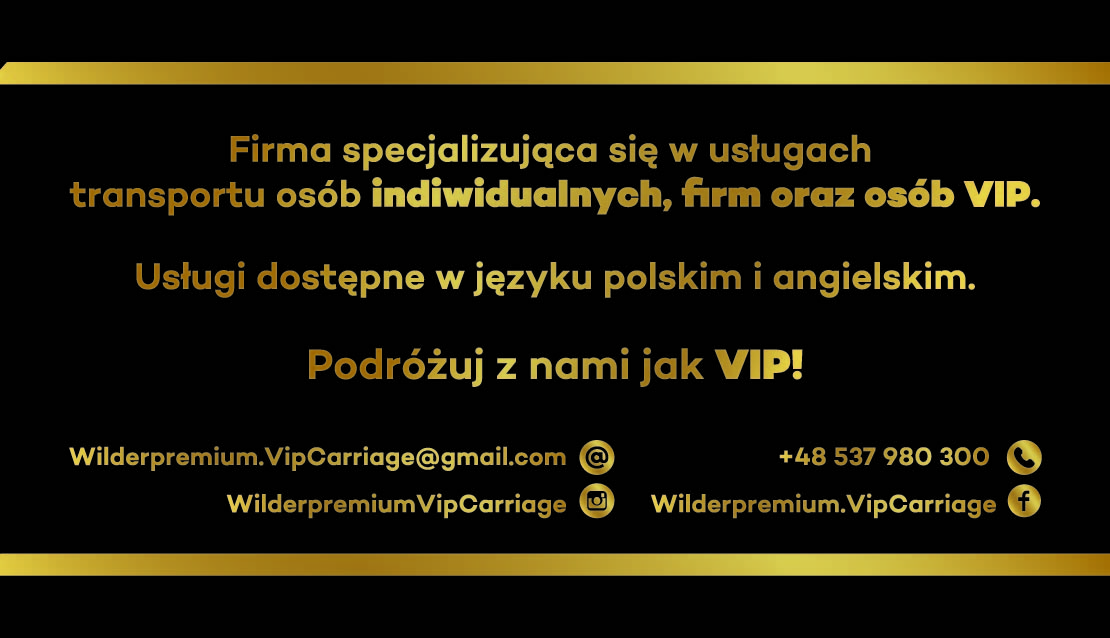 Firma specjalizująca się w usługach
transportu osób indiwidualnych, firm oraz osób VIP.
Usługi dostępne w języku polskim i angielskim.
Podróżuj z nami jak VIP!
Wilderpremium.VipCarriage@gmail.com
WilderpremiumVipCarriage
+48 537 980 300
Wilderpremium.VipCarriage